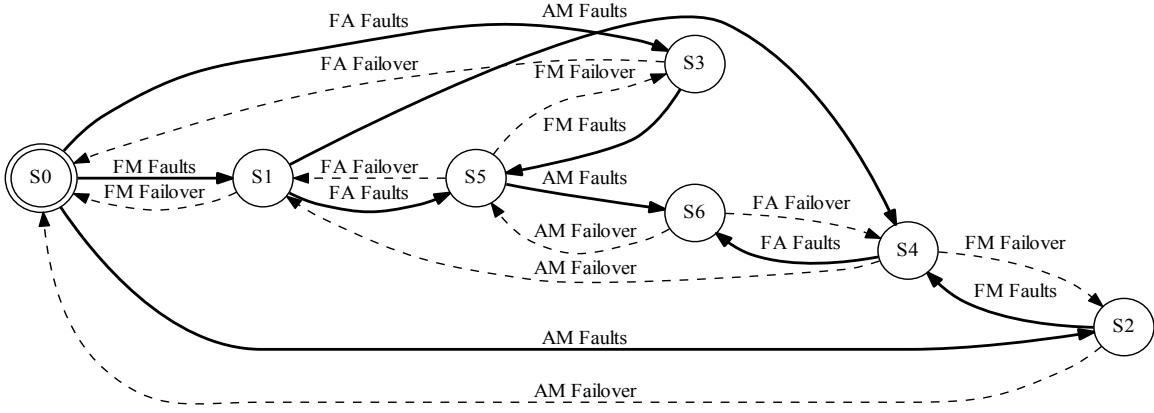 AM Faults
FA Faults
FA Failover
S3
FM Failover
FM Faults
S0
FM Faults
S1
FA Failover
S5
AM Faults
FM Failover
FA Faults
S6
FA Failover
AM Failover
FA Faults
S4
FM Failover
AM Failover
FM Faults
S2
AM Faults
AM Failover